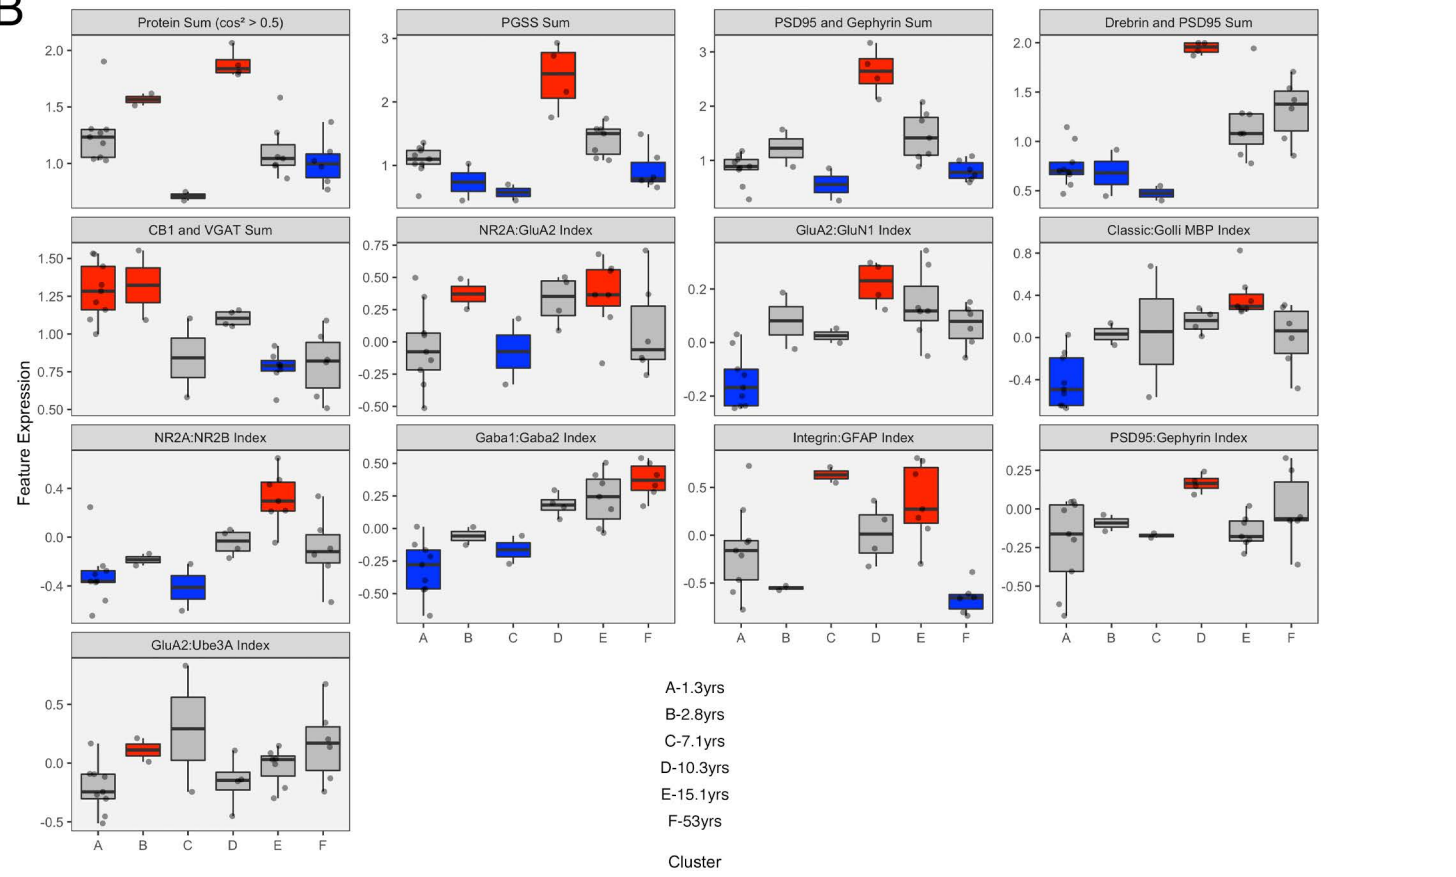 B
Protein Sum (cos² > 0.5) PGSS Sum PSD95 and Gephyrin Sum Drebrin and PSD95 Sum
2.0 3 3 2.0
1.5 2 2 1.5
1.0 1 1 1.0
0.5
CB1 and VGAT Sum NR2A:GluA2 Index GluA2:GluN1 Index Classic:Golli MBP Index
1.50 0.75 0.2 0.8
1.25 0.50 0.0 0.4
1.00 0.25 -0.2 0.0
0.75 0.00 -0.4
0.50 -0.25
-0.50
Feature Expression
NR2A:NR2B Index Gaba1:Gaba2 Index Integrin:GFAP Index PSD95:Gephyrin Index
0.4 0.50 0.5 0.25
0.0 0.25 0.0 0.00
-0.4 0.00 -0.5 -0.25
-0.25 -0.50
-0.50
A B C D E F A B C D E F A B C D E F
GluA2:Ube3A Index
0.5
0.0
-0.5
A B C D E F
A-1.3yrs
B-2.8yrs
C-7.1yrs
D-10.3yrs
E-15.1yrs
F-53yrs
Cluster